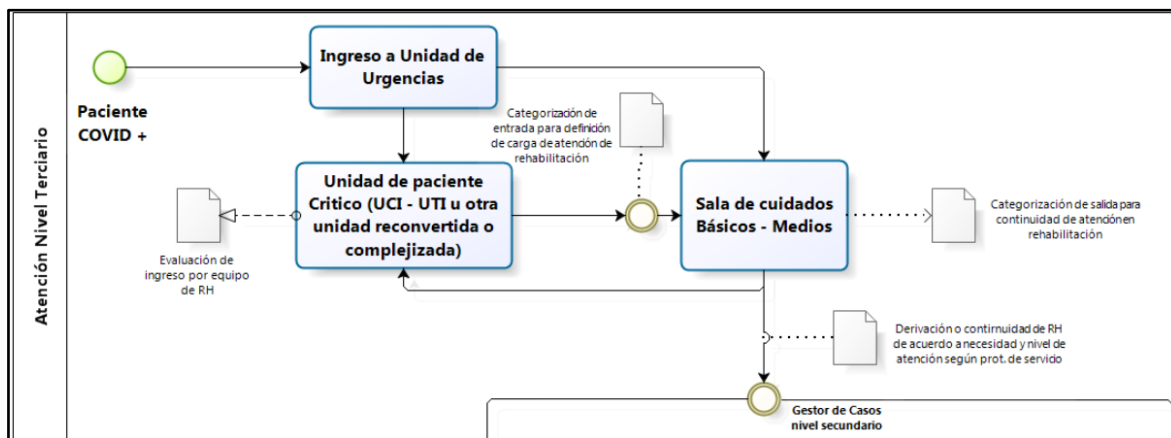 Atención Nivel Terciario
Paciente
COVID +
Ingreso a Unidad de
Urgencias
Categorización de
entrada para definición
de carga de atención de
rehabilitación
Unidad de paciente
Critico (UCI - UTI u otra
unidad reconvertida o
complejizada)
Evaluación de
ingreso por equipo
de RH
Sala de cuidados
Básicos - Medios
Categorización de salida para
continuidad de atención en
rehabilitación
Derivación o contirnuidad de RH
de acuerdo a necesidad y nivel de
atención según prot. de servicio
Gestor de Casos
nivel secundario